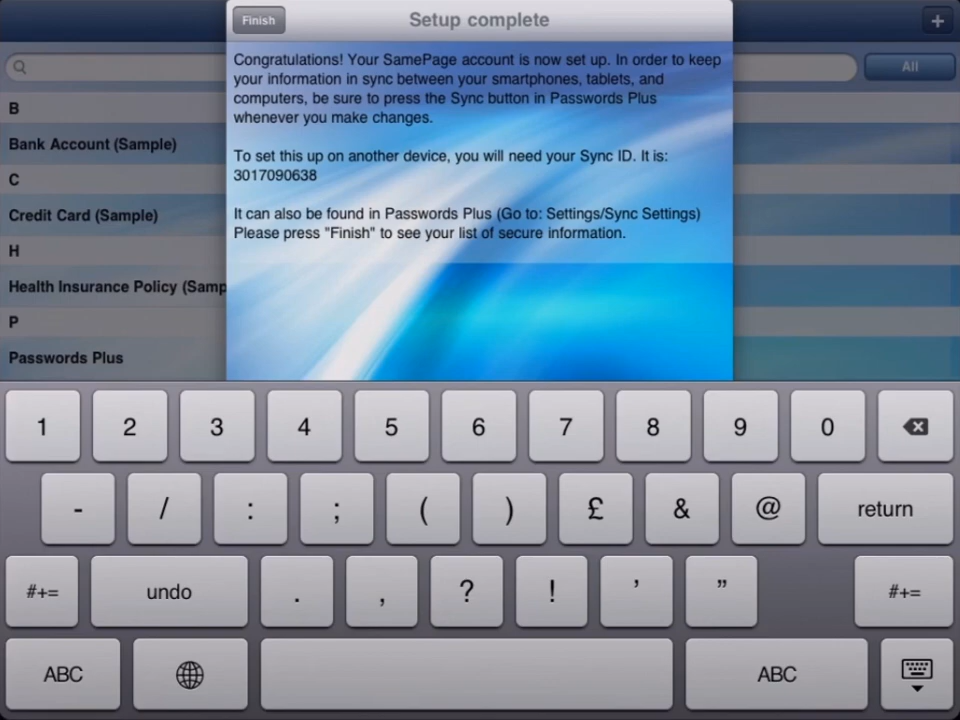 Finish
Setup complete
+
All
B
Bank Account (Sample)
C
Credit Card (Sample)
H
Health Insurance Policy (Samp
P
Passwords Plus
Congratulations! Your SamePage account is now set up. In order to keep
your information in sync between your smartphones, tablets, and
computers, be sure to press the Sync button in Passwords Plus
whenever you make changes.
To set this up on another device, you will need your Sync ID. It is:
3017090638
It can also be found in Passwords Plus (Go to: Settings/Sync Settings)
Please press "Finish" to see your list of secure information.
1 2 3 4 5 6 7 8 9 0
- / : ; ( ) £ & @ return
#+= undo . , ? ! ’ ” #+=
ABC ABC